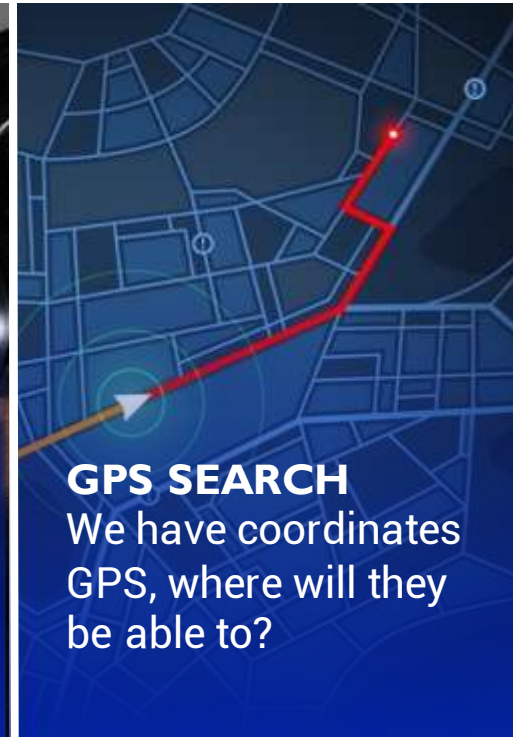 GPS SEARCH
We have coordinates
GPS, where will they
be able to?